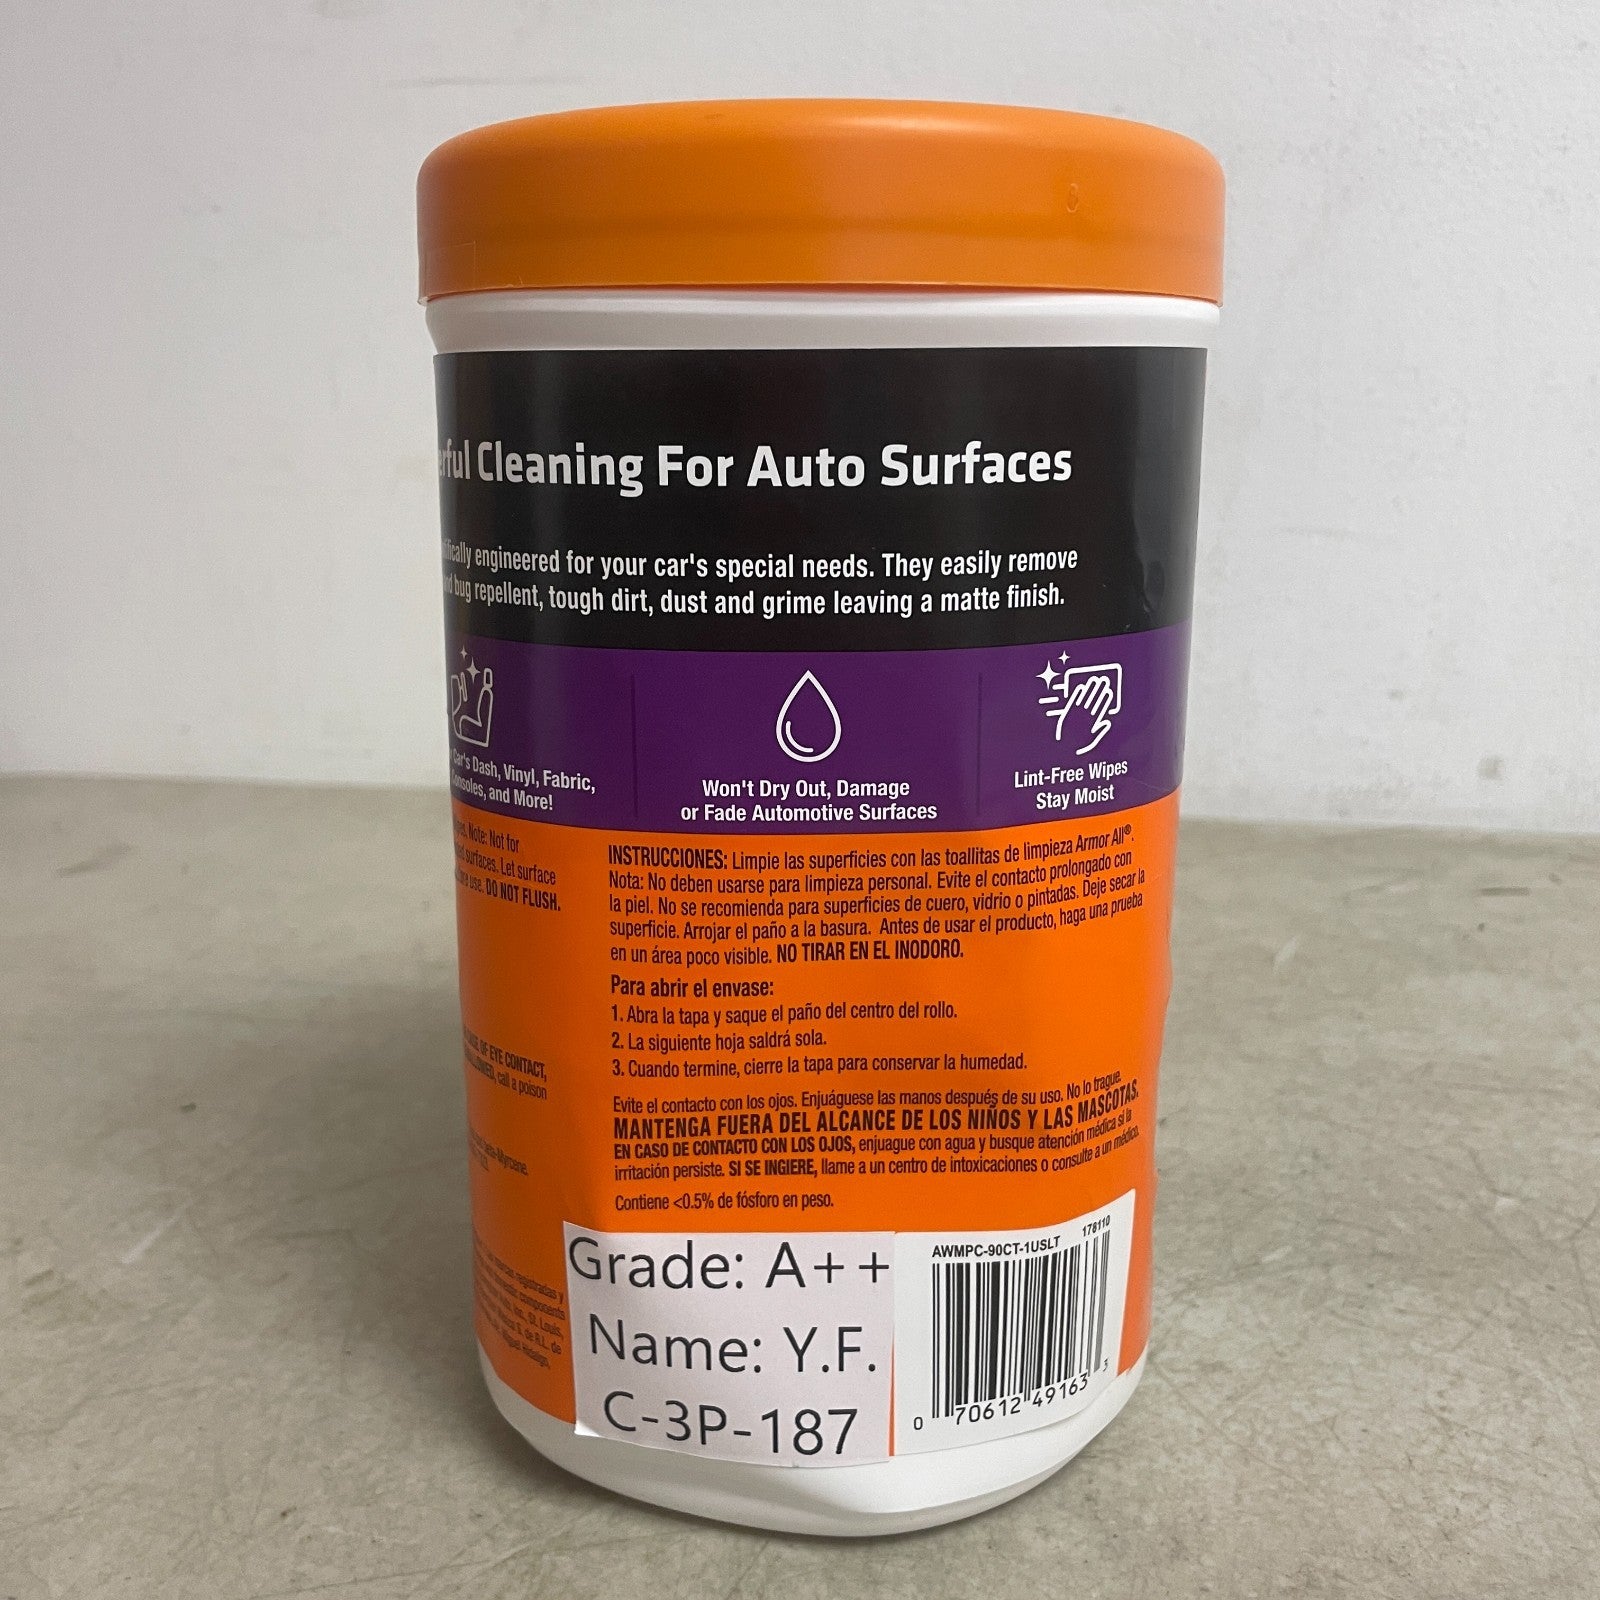 Cleaning For Auto Surfaces
engineered for your car's special needs. They easily remove
bug repellent, tough dirt, dust and grime leaving a matte finish.
Car's Dash, Vinyl, Fabric,
Consoles, and More!
Won't Dry Out, Damage
or Fade Automotive Surfaces
Lint-Free Wipes
Stay Moist
Note: Not for
surfaces. Let surface
use. DO NOT FLUSH.
OF EYE CONTACT,
call a poison
INSTRUCCIONES: Limpie las superficies con las toallitas de limpieza Armor All®.
Nota: No deben usarse para limpieza personal. Evite el contacto prolongado con
la piel. No se recomienda para superficies de cuero, vidrio o pintadas. Deje secar la
superficie. Arrojar el paño a la basura. Antes de usar el producto, haga una prueba
en un área poco visible. NO TIRAR EN EL INODORO.
Para abrir el envase:
1. Abra la tapa y saque el paño del centro del rollo.
2. La siguiente hoja saldrá sola.
3. Cuando termine, cierre la tapa para conservar la humedad.
Evite el contacto con los ojos. Enjuáguese las manos después de su uso. No lo trague.
MANTENGA FUERA DEL ALCANCE DE LOS NIÑOS Y LAS MASCOTAS.
EN CASO DE CONTACTO CON LOS OJOS, enjuague con agua y busque atención médica si la
irritación persiste. SI SE INGIERE, llame a un centro de intoxicaciones o consulte a un médico.
Contiene <0.5% de fósforo en peso.
Grade: A++
Name: Y.F.
C-3P-187
AWMPC-90CT-1USLT 178110
0 70612 49163 3